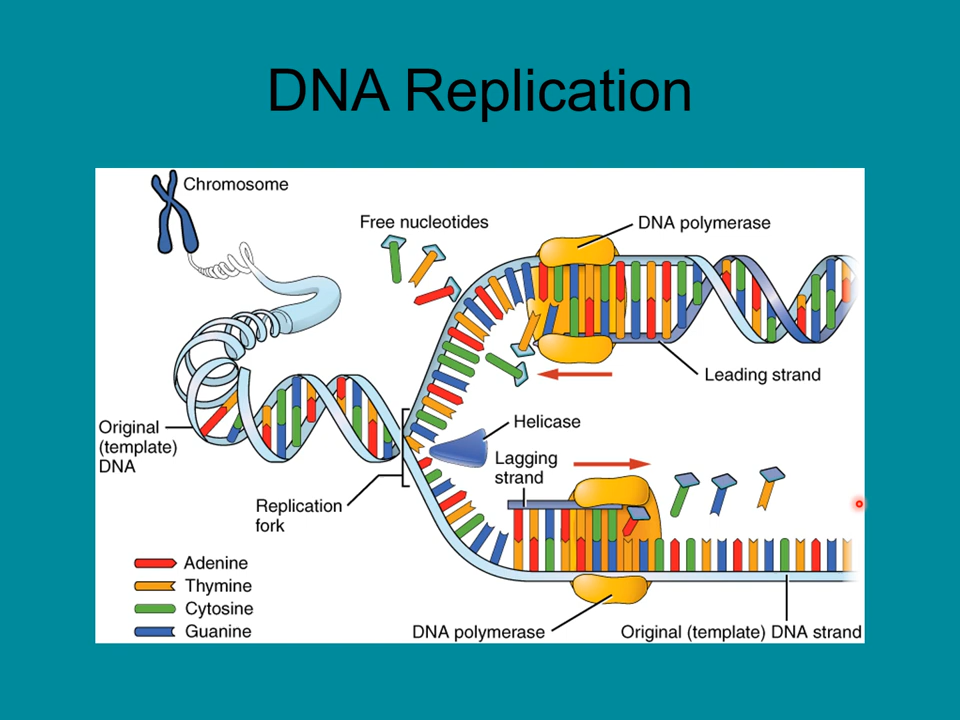 DNA Replication
Chromosome
Free nucleotides
DNA polymerase
Leading strand
Original
(template)
DNA
Helicase
Lagging
strand
Replication
fork
Adenine
Thymine
Cytosine
Guanine
DNA polymerase
Original (template) DNA strand